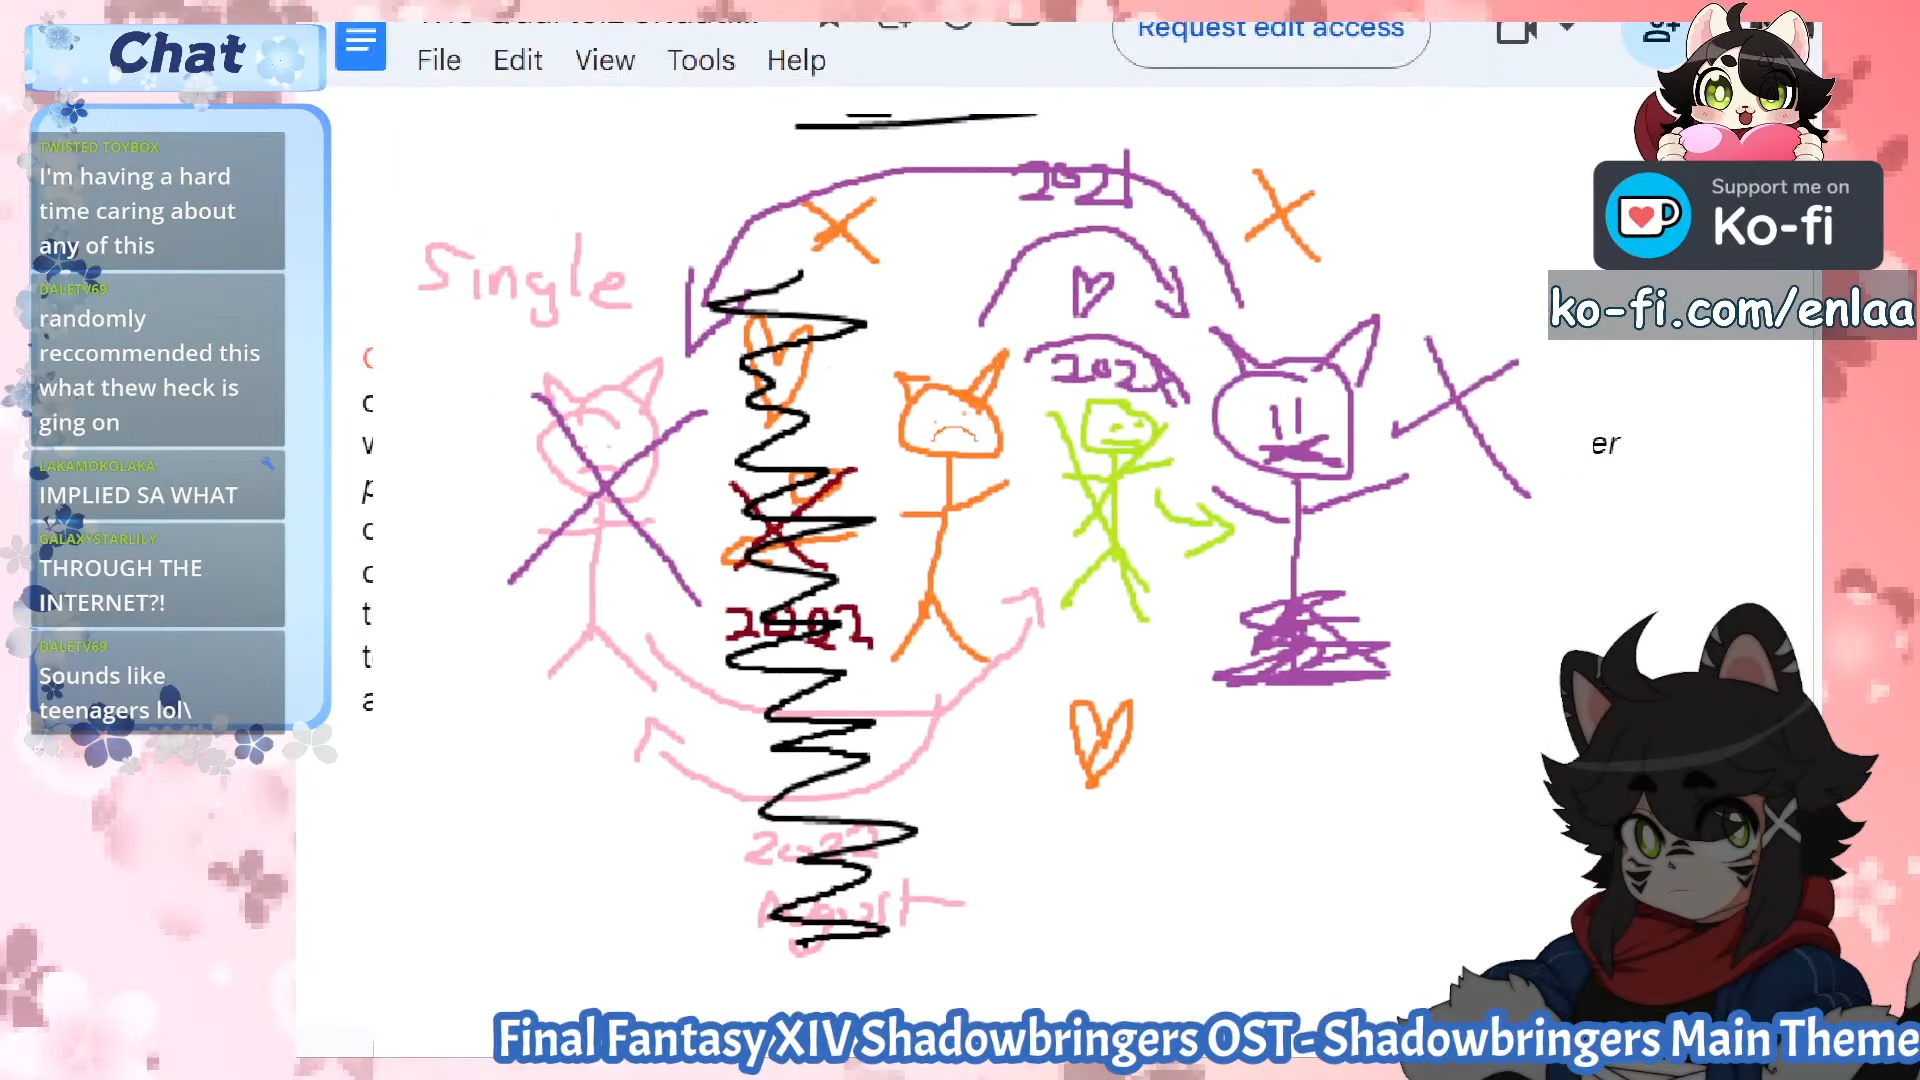 Chat
TWISTED TOYBOX
I'm having a hard
time caring about
any of this
DALETV69
randomly
reccommended this
what thew heck is
ging on
LAKAMOKOLAKA
IMPLIED SA WHAT
GALAXYSTARLILY
THROUGH THE
INTERNET?!
DALETV69
Sounds like
teenagers lol\
File Edit View Tools Help
Request edit access
Support me on
Ko-fi
ko-fi.com/enlaa
2021
Single
2021
er
2022
2022
August
Final Fantasy XIV Shadowbringers OST - Shadowbringers Main Theme